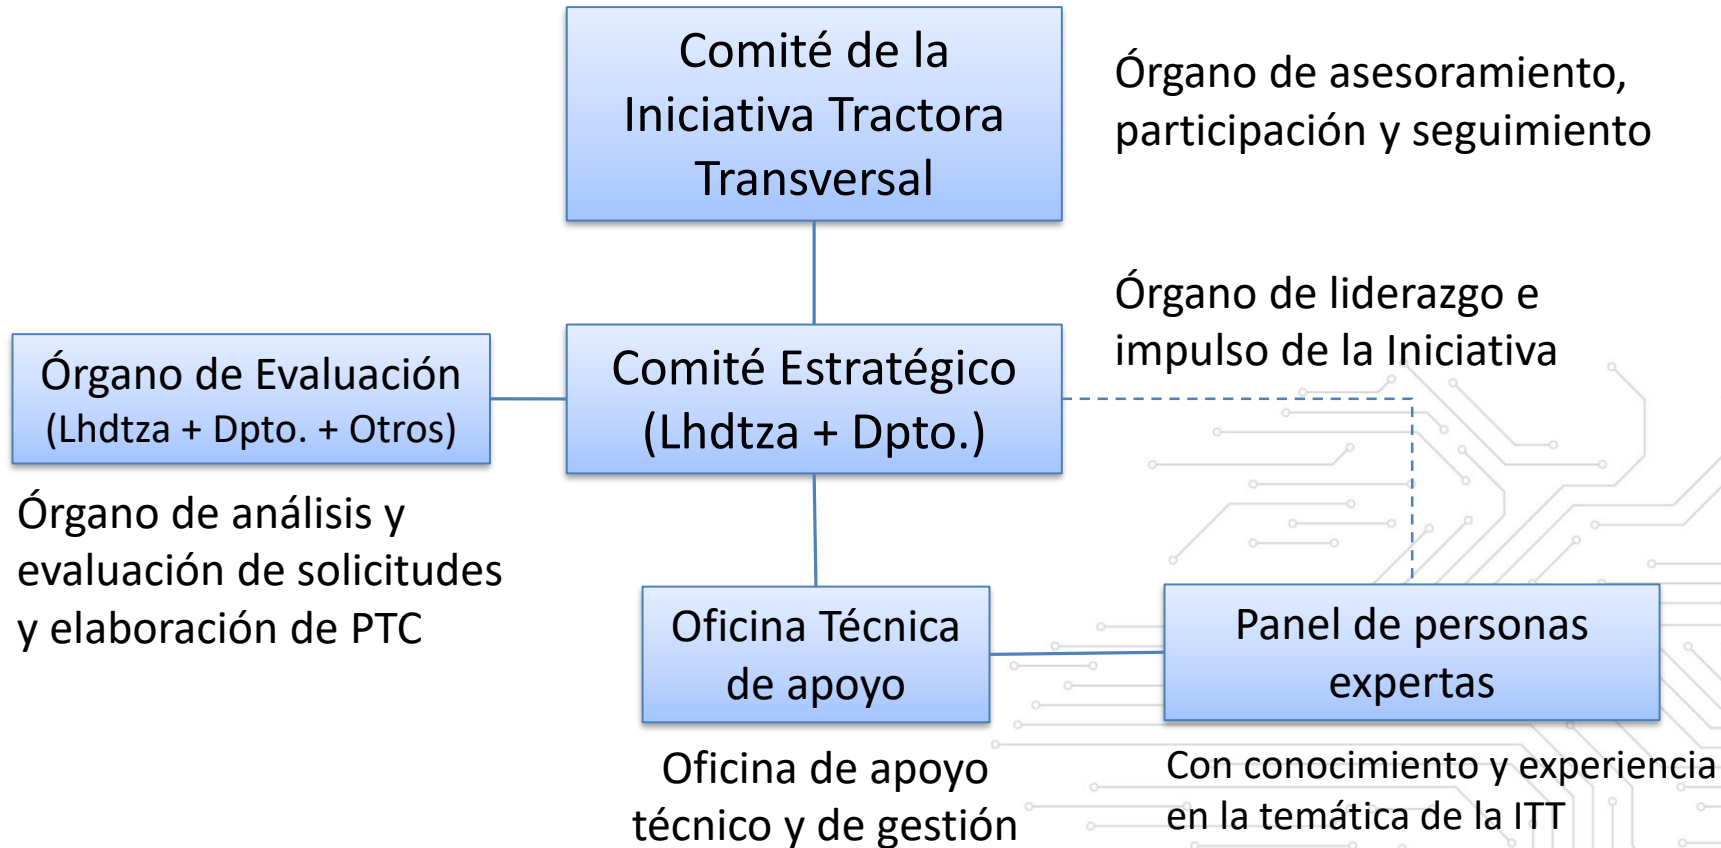 Comité de la
Iniciativa Tractora
Transversal
Órgano de asesoramiento,
participación y seguimiento
Órgano de liderazgo e
impulso de la Iniciativa
Órgano de Evaluación
(Lhdtza + Dpto. + Otros)
Comité Estratégico
(Lhdtza + Dpto.)
Órgano de análisis y
evaluación de solicitudes
y elaboración de PTC
Oficina Técnica
de apoyo
Panel de personas
expertas
Oficina de apoyo
técnico y de gestión
Con conocimiento y experiencia
en la temática de la ITT